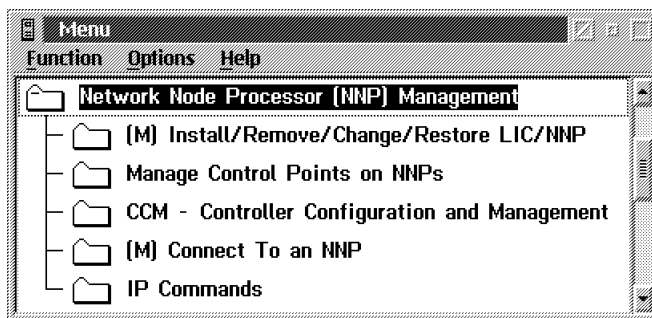 Menu
Function Options Help
Network Node Processor (NNP) Management
(M) Install/Remove/Change/Restore LIC/NNP
Manage Control Points on NNPs
CCM - Controller Configuration and Management
(M) Connect To an NNP
IP Commands